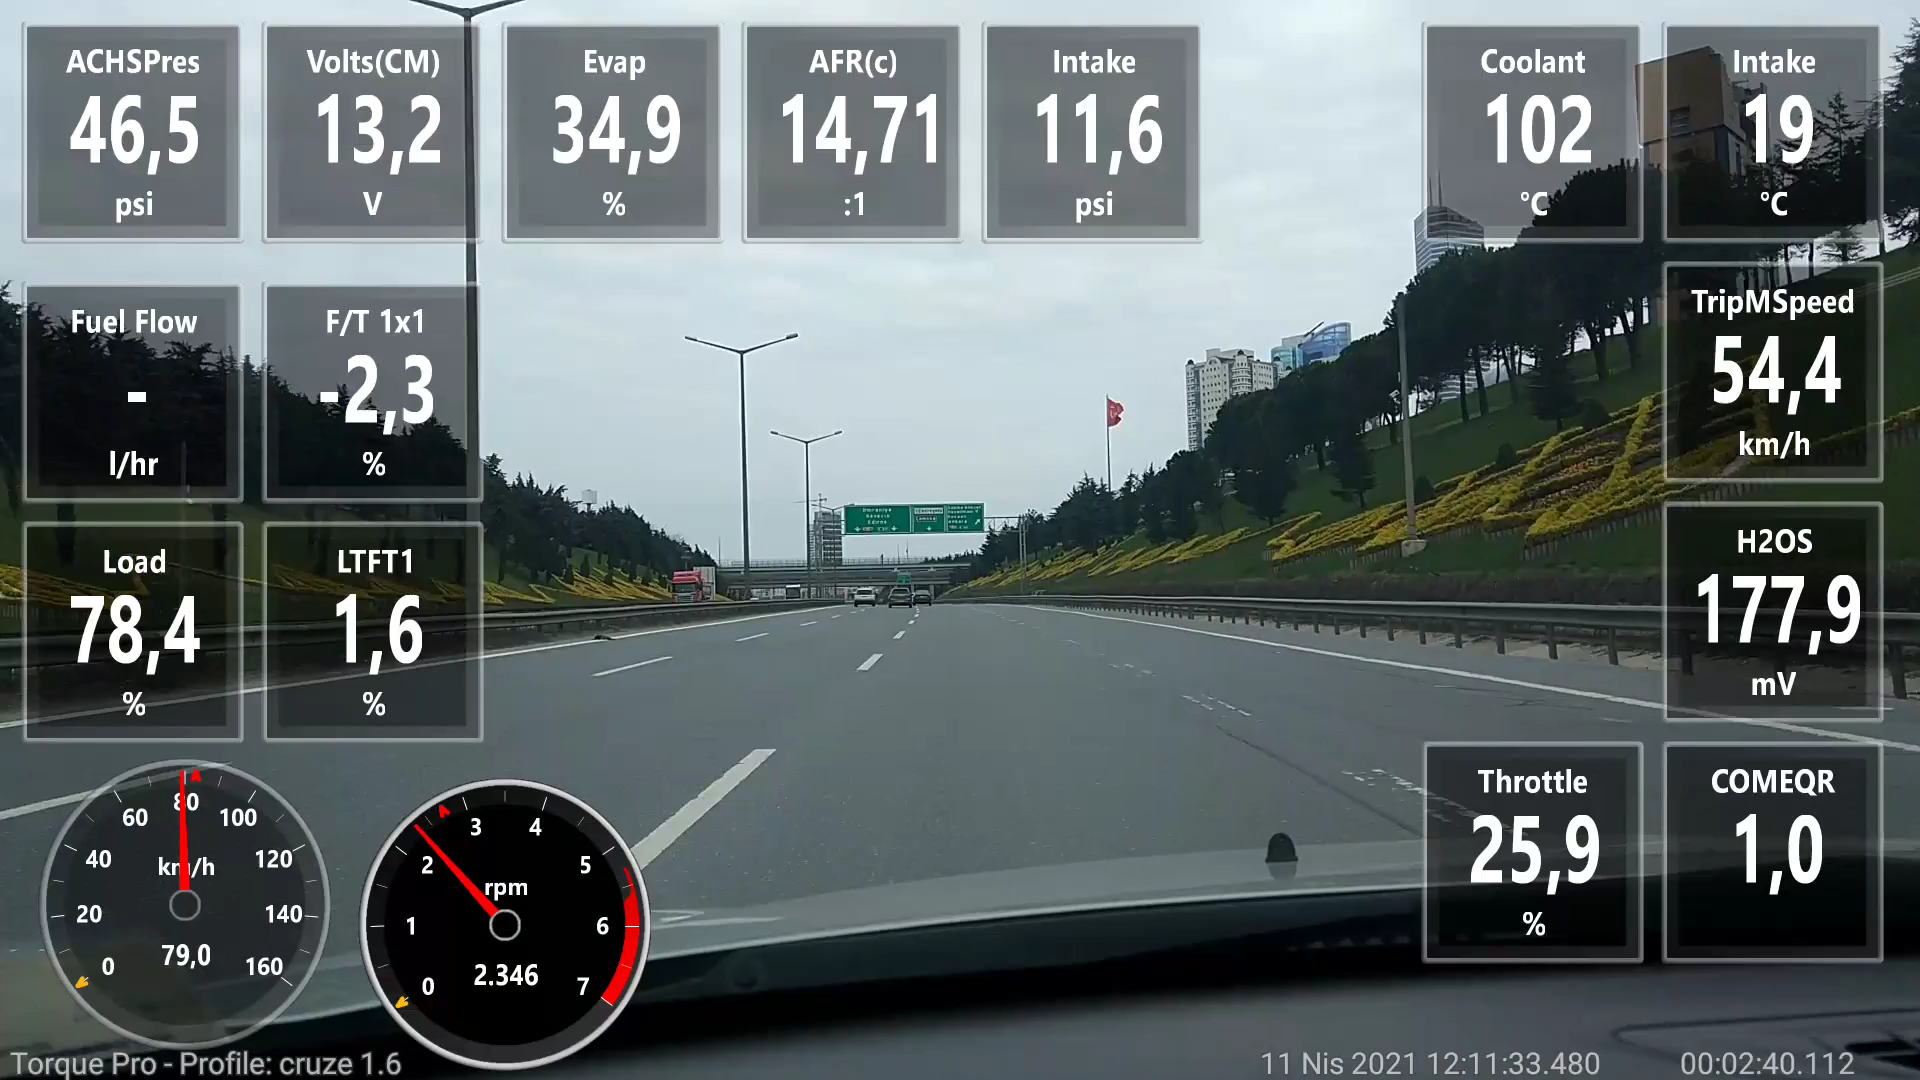 ACHSPres
46,5
psi
Volts(CM)
13,2
V
Evap
34,9
%
AFR(c)
14,71
:1
Intake
11,6
psi
Coolant
102
°C
Intake
19
°C
Fuel Flow
-
l/hr
F/T 1x1
-2,3
%
TripMSpeed
54,4
km/h
Load
78,4
%
LTFT1
1,6
%
H2OS
177,9
mV
Throttle
25,9
%
COMEQR
1,0
0
20
40
60
80
100
120
140
160
km/h
79,0
0
1
2
3
4
5
6
7
rpm
2.346
Ümraniye
Edirne
Torque Pro - Profile: cruze 1.6
11 Nis 2021 12:11:33.480
00:02:40.112